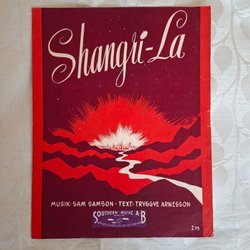 Shangri-La
MUSIK: SAM SAMSON · TEXT: TRYGGVE ARNESSON
SOUTHERN MUSIC AB